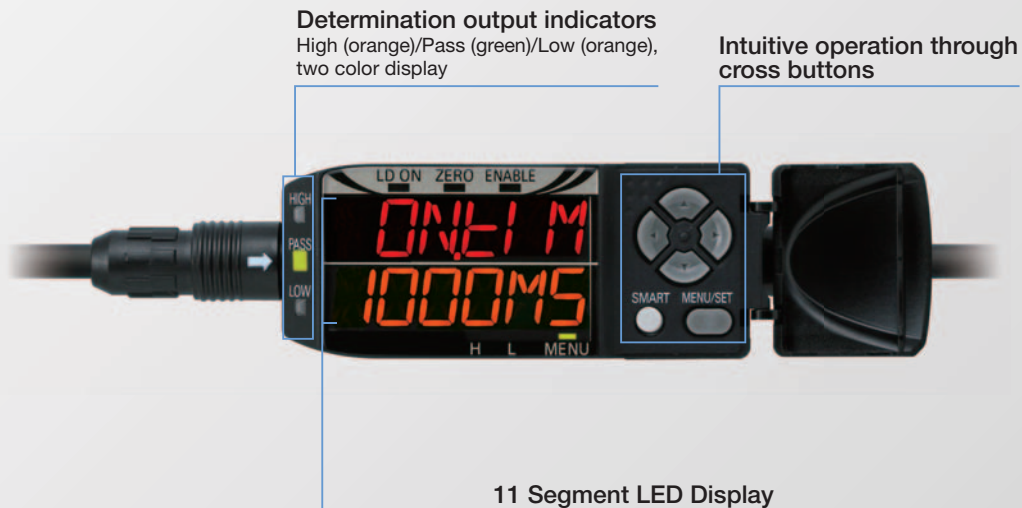 Determination output indicators
High (orange)/Pass (green)/Low (orange),
two color display
Intuitive operation through
cross buttons
LD ON ZERO ENABLE
HIGH
PASS
LOW
ON.tI M
1000MS
H L MENU
SMART MENU/SET
11 Segment LED Display